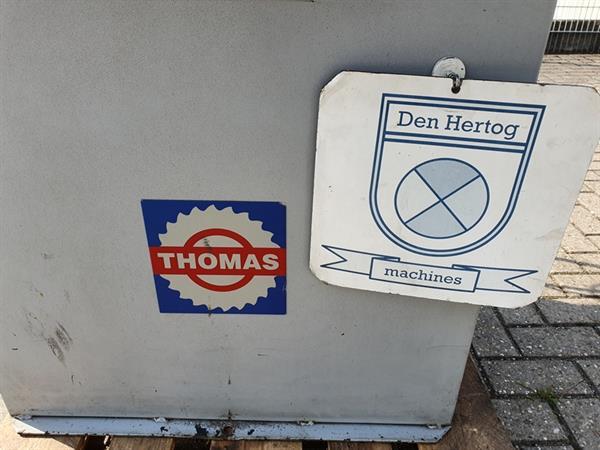 Den Hertog
THOMAS
machines